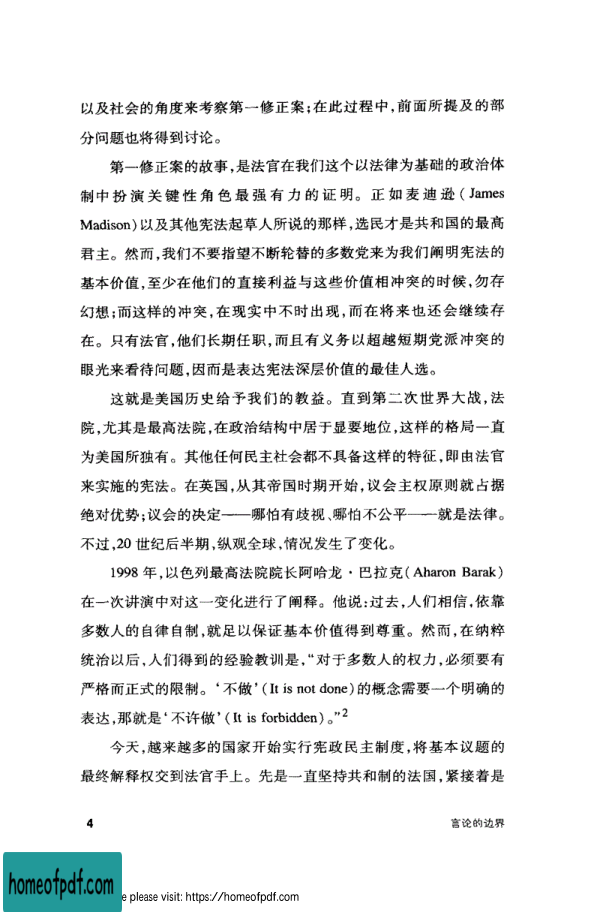 以及社会的角度来考察第一修正案;在此过程中,前面所提及的部
分问题也将得到讨论。
第一修正案的故事,是法官在我们这个以法律为基础的政治体
制中扮演关键性角色最强有力的证明。正如麦迪逊(James
Madison)以及其他宪法起草人所说的那样,选民才是共和国的最高
君主。然而,我们不要指望不断轮替的多数党来为我们阐明宪法的
基本价值,至少在他们的直接利益与这些价值相冲突的时候,勿存
幻想;而这样的冲突,在现实中不时出现,而在将来也还会继续存
在。只有法官,他们长期任职,而且有义务以超越短期党派冲突的
眼光来看待问题,因而是表达宪法深层价值的最佳人选。
这就是美国历史给予我们的教益。直到第二次世界大战,法
院,尤其是最高法院,在政治结构中居于显要地位,这样的格局一直
为美国所独有。其他任何民主社会都不具备这样的特征,即由法官
来实施的宪法。在英国,从其帝国时期开始,议会主权原则就占据
绝对优势;议会的决定——哪怕有歧视、哪怕不公平——就是法律。
不过,20 世纪后半期,纵观全球,情况发生了变化。
1998 年,以色列最高法院院长阿哈龙·巴拉克(Aharon Barak)
在一次讲演中对这一变化进行了阐释。他说:过去,人们相信,依靠
多数人的自律自制,就足以保证基本价值得到尊重。然而,在纳粹
统治以后,人们得到的经验教训是,“对于多数人的权力,必须要有
严格而正式的限制。‘不做’(It is not done)的概念需要一个明确的
表达,那就是‘不许做’(It is forbidden)。”2
今天,越来越多的国家开始实行宪政民主制度,将基本议题的
最终解释权交到法官手上。先是一直坚持共和制的法国,紧接着是
4 言论的边界
homeofpdf.com
e please visit: https://homeofpdf.com